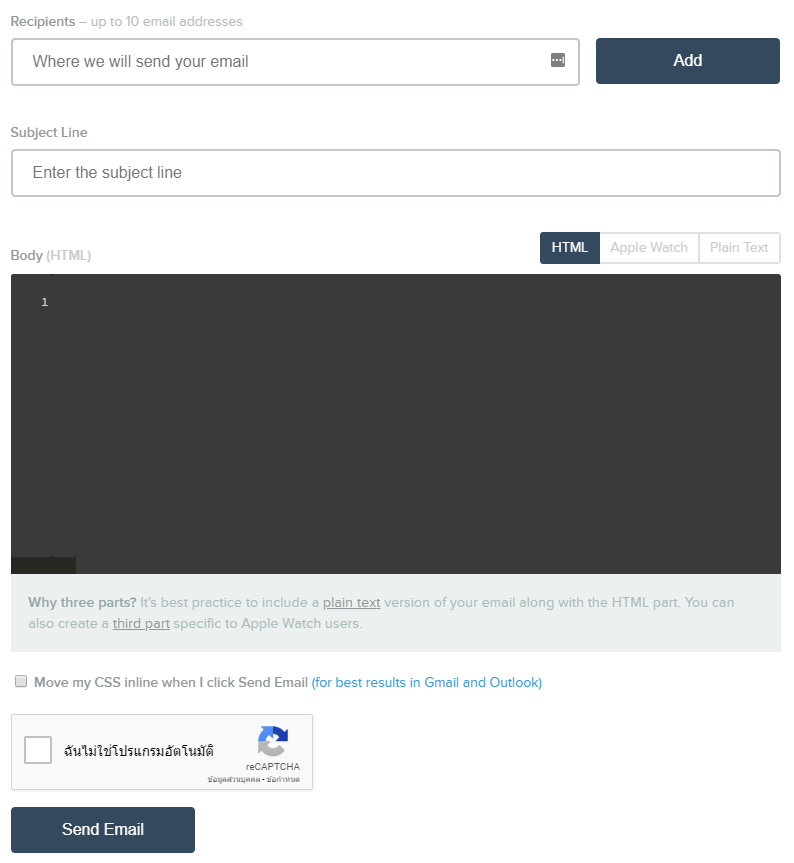 Recipients – up to 10 email addresses
Where we will send your email
Add
Subject Line
Enter the subject line
Body (HTML)
HTML
Apple Watch
Plain Text
1
Why three parts? It's best practice to include a plain text version of your email along with the HTML part. You can
also create a third part specific to Apple Watch users.
Move my CSS inline when I click Send Email (for best results in Gmail and Outlook)
ฉันไม่ใช่โปรแกรมอัตโนมัติ
reCAPTCHA
ข้อมูลส่วนบุคคล - ข้อกำหนด
Send Email